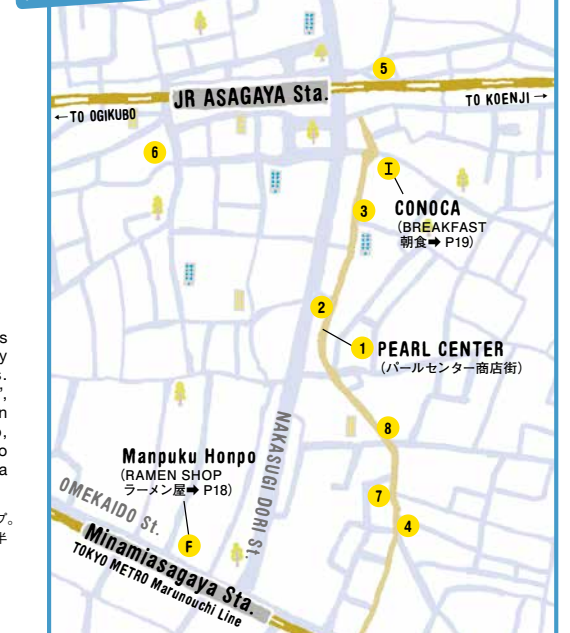 5
JR ASAGAYA Sta.
←TO OGIKUBO
TO KOENJI→
6
I
CONOCA
(BREAKFAST
朝食➡ P19)
3
2
1
PEARL CENTER
(パールセンター商店街)
8
NAKASUGI DORI St.
Manpuku Honpo
(RAMEN SHOP
ラーメン屋➡ P18)
7
4
OMEKAIDO St.
F
Minamiasagaya Sta.
TOKYO METRO Marunouchi Line
s
y
s.
",
n
o,
o
a
プ。
半